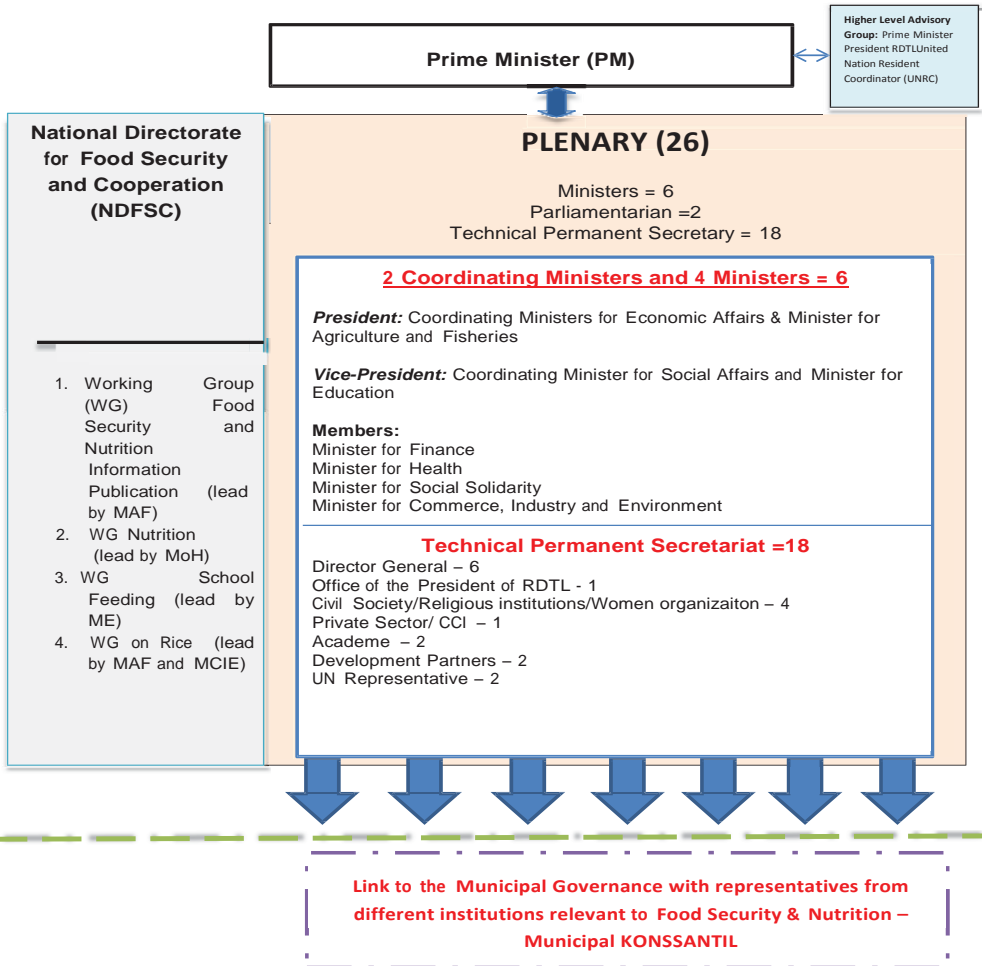 Higher Level Advisory
Group: Prime Minister
President RDTLUnited
Nation Resident
Coordinator (UNRC)
Prime Minister (PM)
National Directorate
for Food Security
and Cooperation
(NDFSC)
1. Working Group
(WG) Food
Security and
Nutrition
Information
Publication (lead
by MAF)
2. WG Nutrition
(lead by MoH)
3. WG School
Feeding (lead by
ME)
4. WG on Rice (lead
by MAF and MCIE)
PLENARY (26)
Ministers = 6
Parliamentarian =2
Technical Permanent Secretary = 18
2 Coordinating Ministers and 4 Ministers = 6
President: Coordinating Ministers for Economic Affairs & Minister for
Agriculture and Fisheries
Vice-President: Coordinating Minister for Social Affairs and Minister for
Education
Members:
Minister for Finance
Minister for Health
Minister for Social Solidarity
Minister for Commerce, Industry and Environment
Technical Permanent Secretariat =18
Director General – 6
Office of the President of RDTL - 1
Civil Society/Religious institutions/Women organizaiton – 4
Private Sector/ CCI – 1
Academe – 2
Development Partners – 2
UN Representative – 2
Link to the Municipal Governance with representatives from
different institutions relevant to Food Security & Nutrition –
Municipal KONSSANTIL